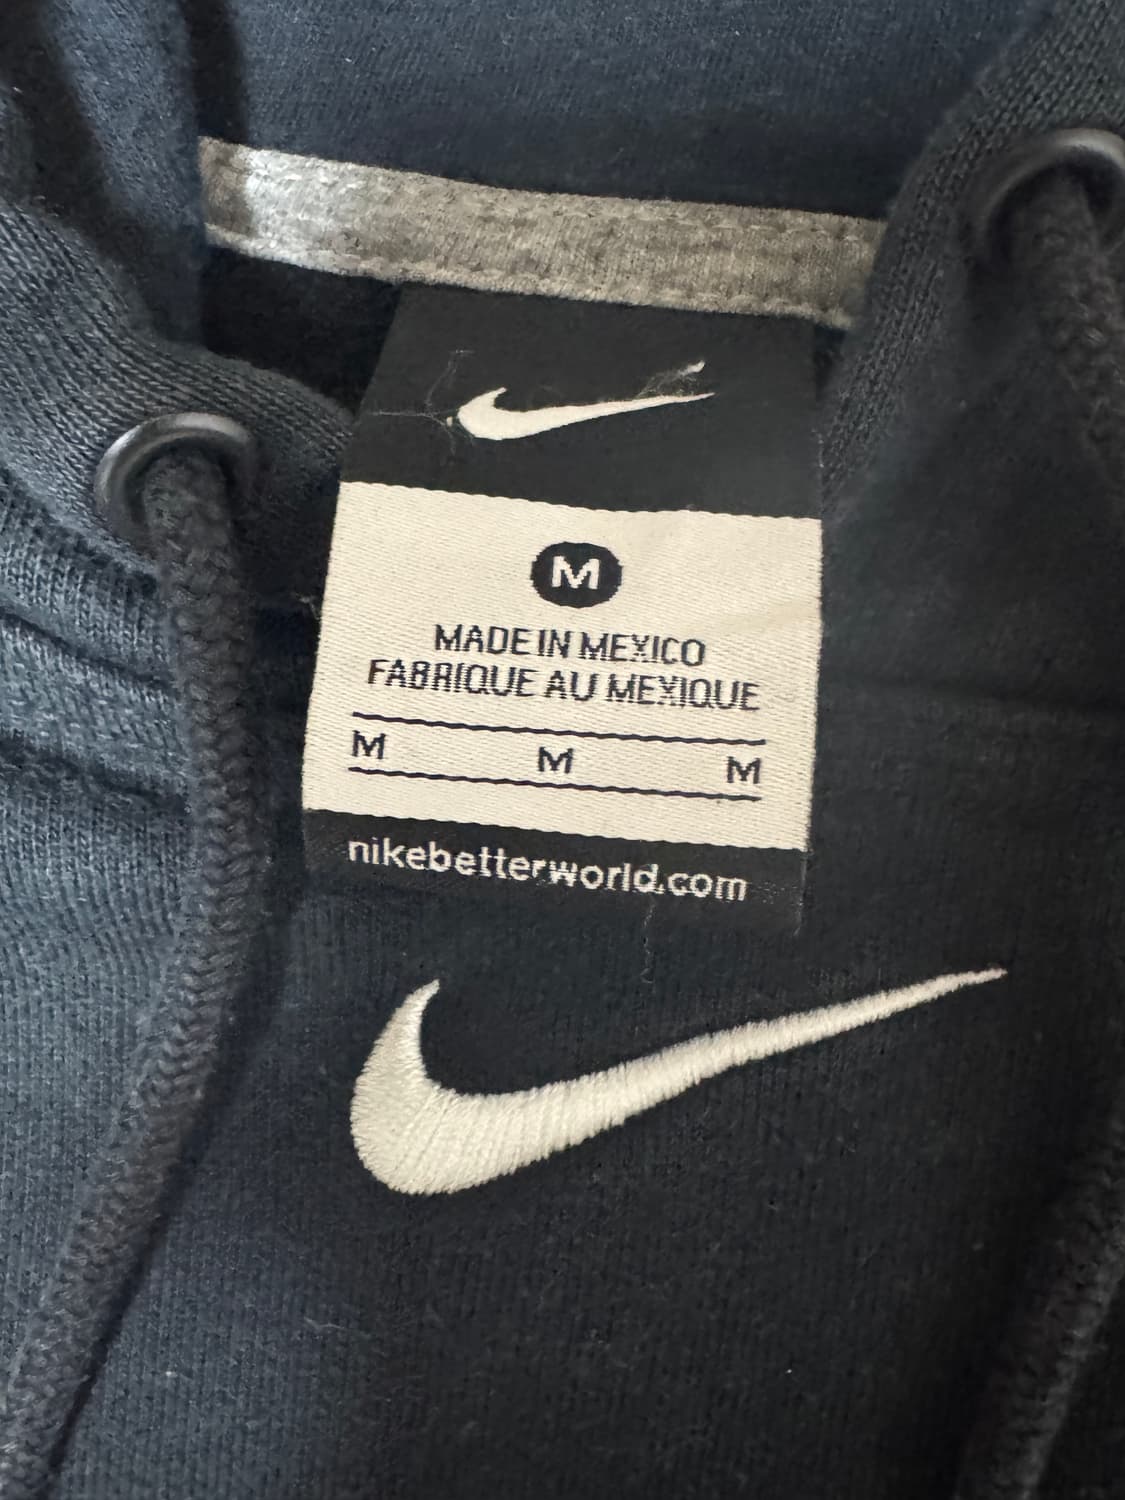 M
MADE IN MEXICO
FABRIQUE AU MEXIQUE
M M M
nikebetterworld.com